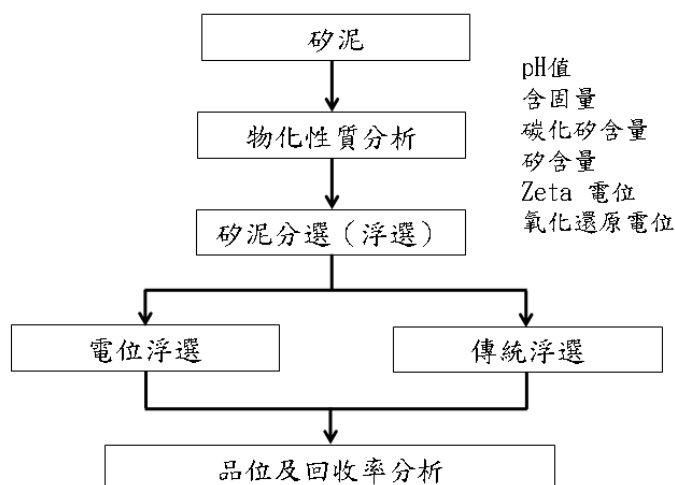 矽泥
pH值
含固量
碳化矽含量
矽含量
Zeta 電位
氧化還原電位
物化性質分析
矽泥分選（浮選）
電位浮選
傳統浮選
品位及回收率分析